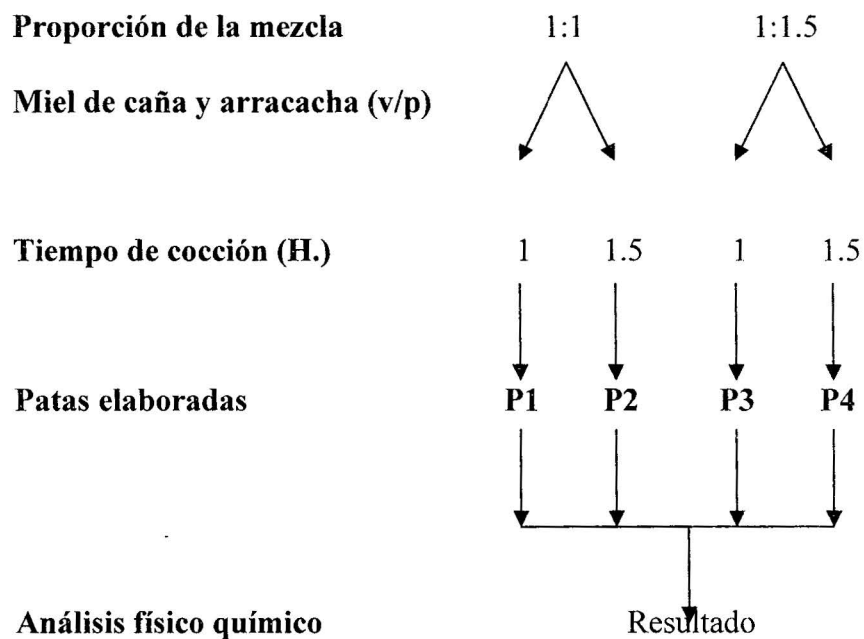 Proporción de la mezcla 1:1 1:1.5
Miel de caña y arracacha (v/p)
Tiempo de cocción (H.) 1 1.5 1 1.5
Patas elaboradas P1 P2 P3 P4
Análisis físico químico Resultado